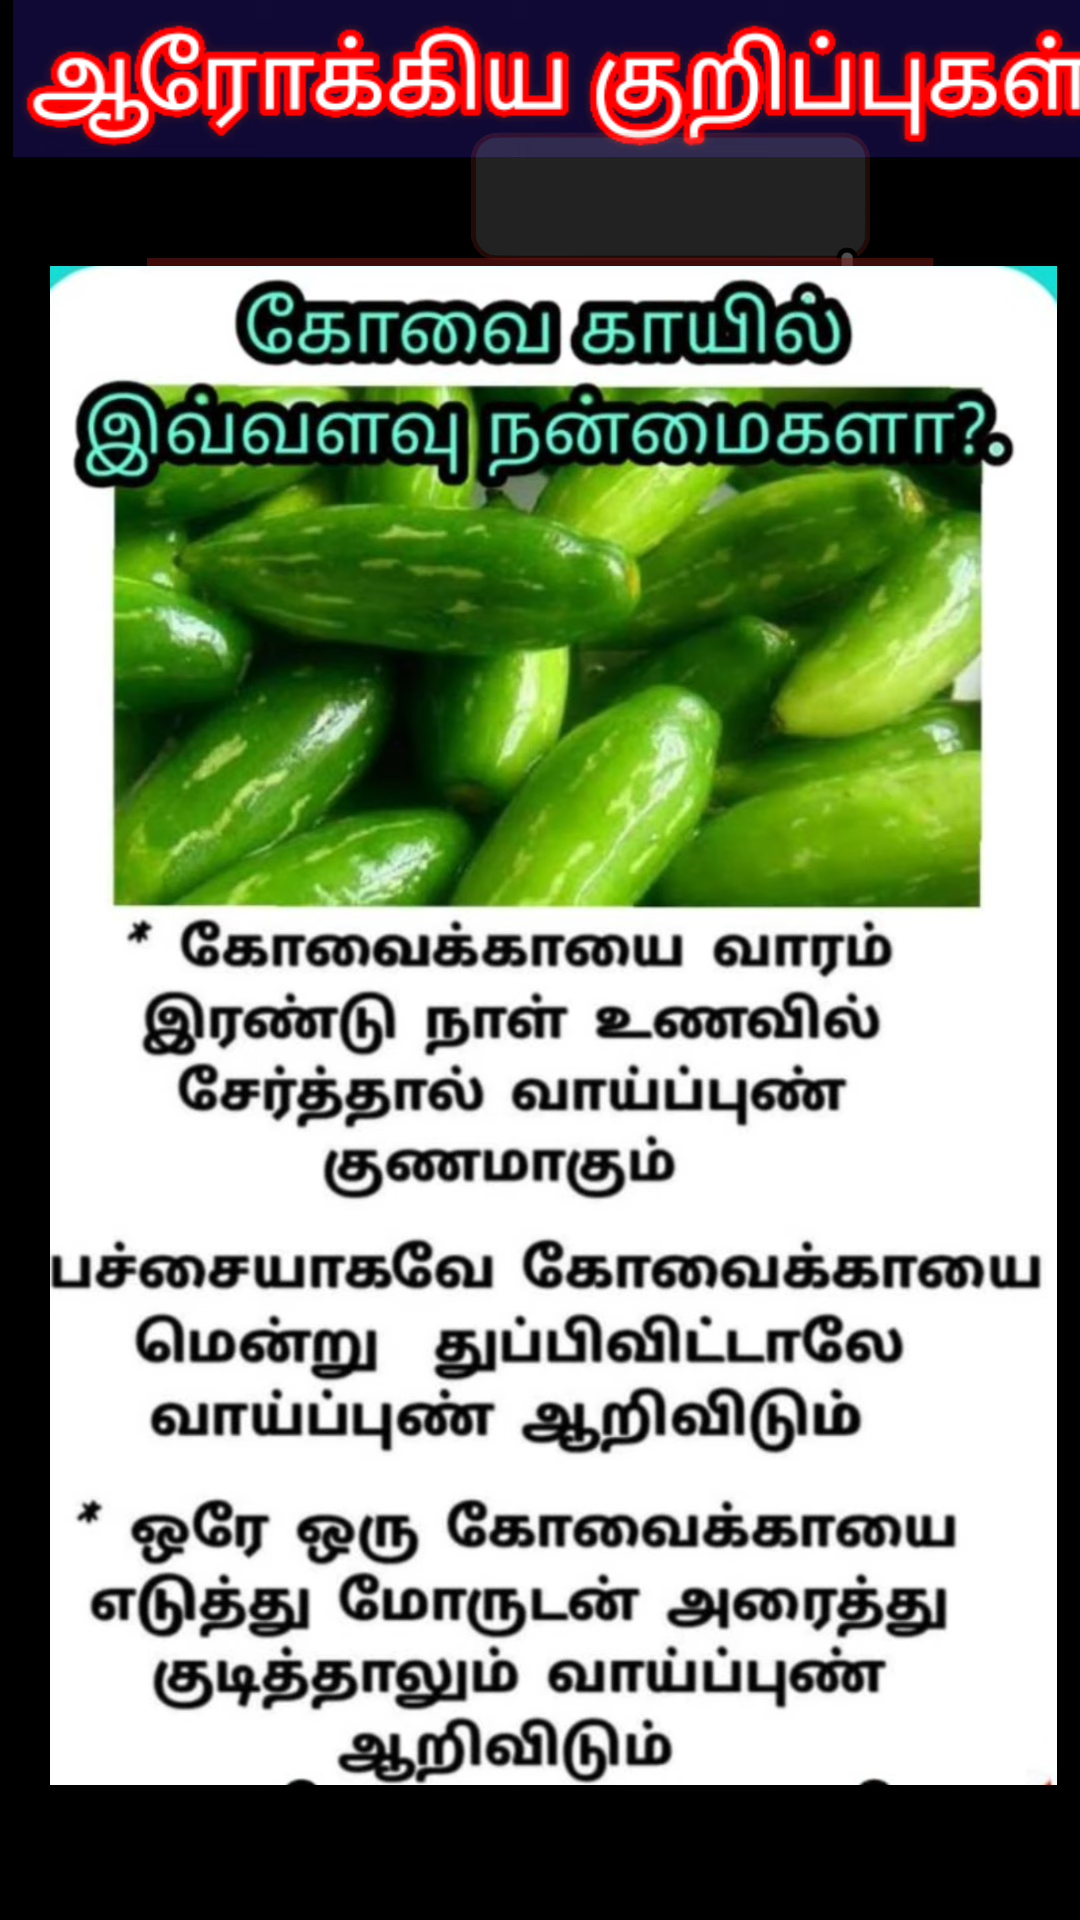 ஆரோக்கிய குறிப்புகள்
கோவை காயில்
இவ்வளவு நன்மைகளா?.
* கோவைக்காயை வாரம்
இரண்டு நாள் உணவில்
சேர்த்தால் வாய்ப்புண்
குணமாகும்
பச்சையாகவே கோவைக்காயை
மென்று துப்பிவிட்டாலே
வாய்ப்புண் ஆறிவிடும்
* ஒரே ஒரு கோவைக்காயை
எடுத்து மோருடன் அரைத்து
குடித்தாலும் வாய்ப்புண்
ஆறிவிடும்